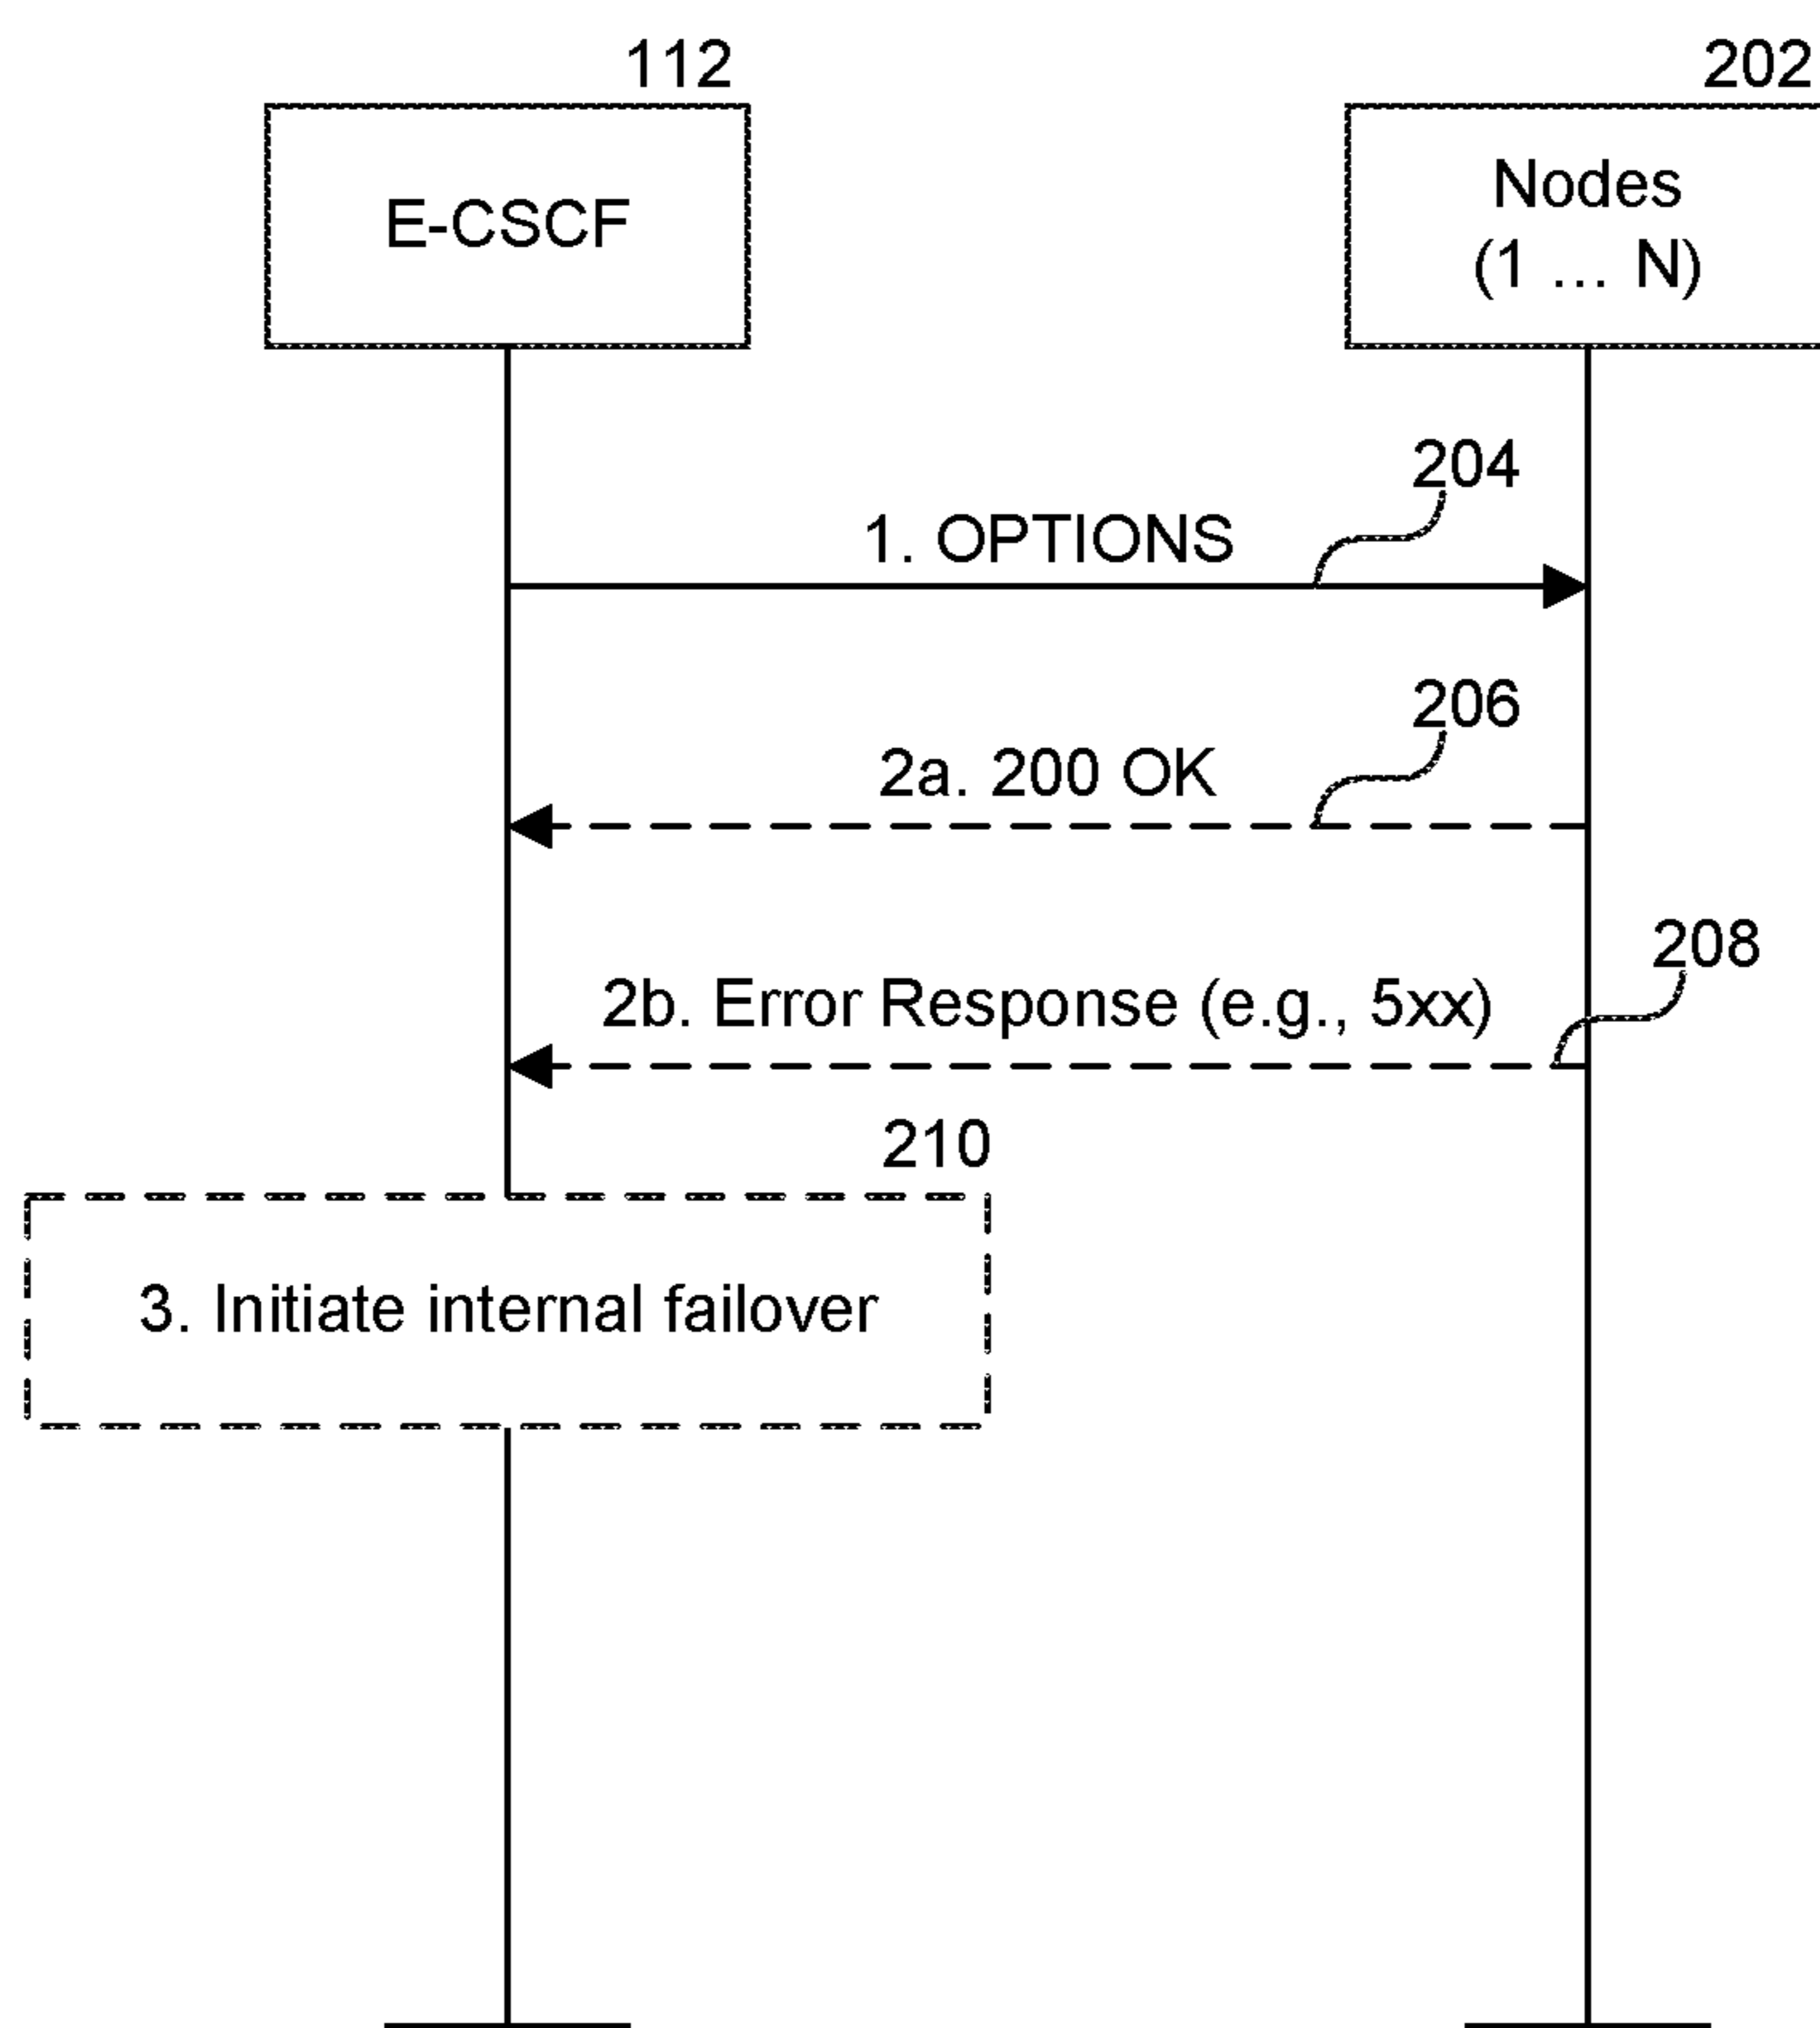 112
202
E-CSCF
Nodes
(1 ... N)
204
1. OPTIONS
206
2a. 200 OK
208
2b. Error Response (e.g., 5xx)
210
3. Initiate internal failover